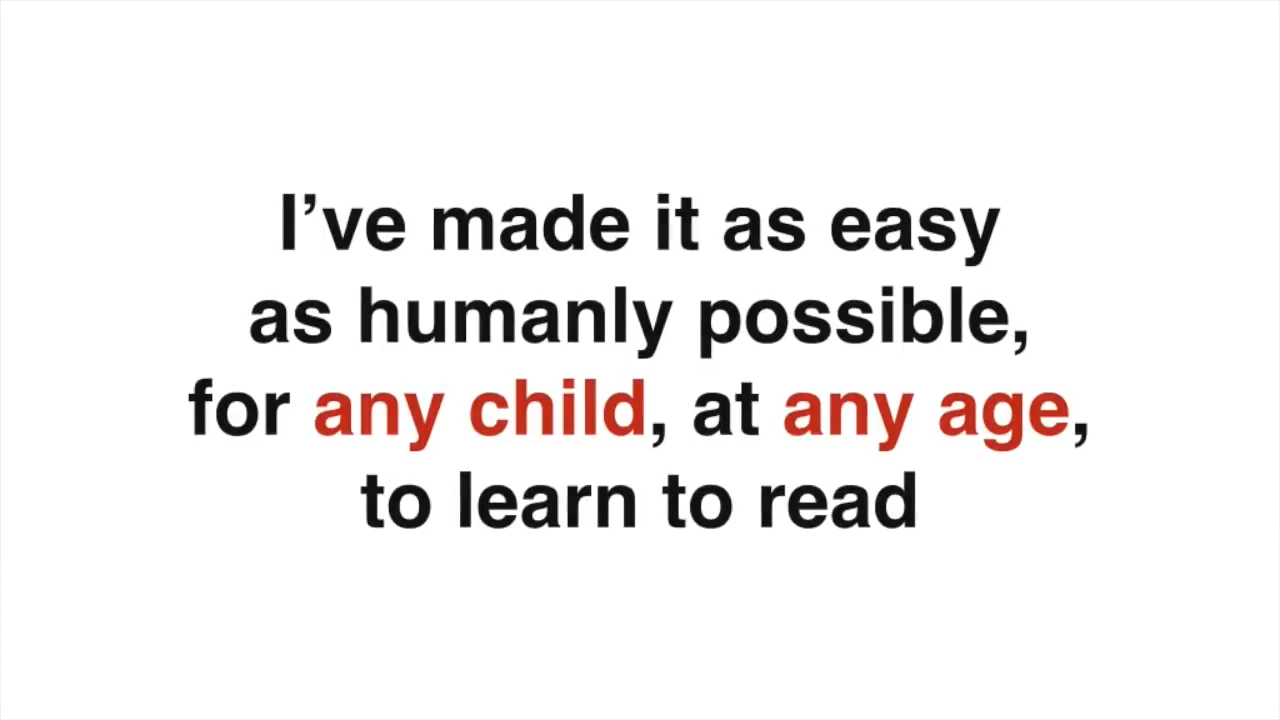 I’ve made it as easy
as humanly possible,
for any child, at any age,
to learn to read